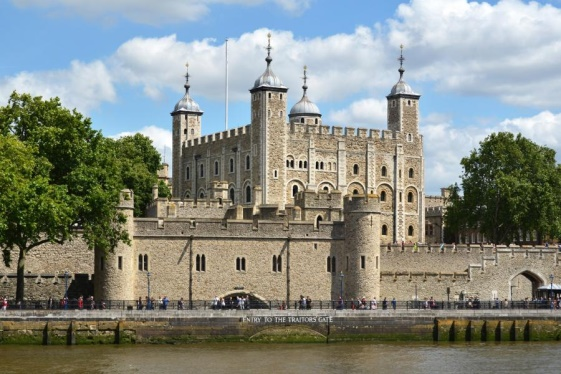 ENTRY TO THE TRAITORS' GATE